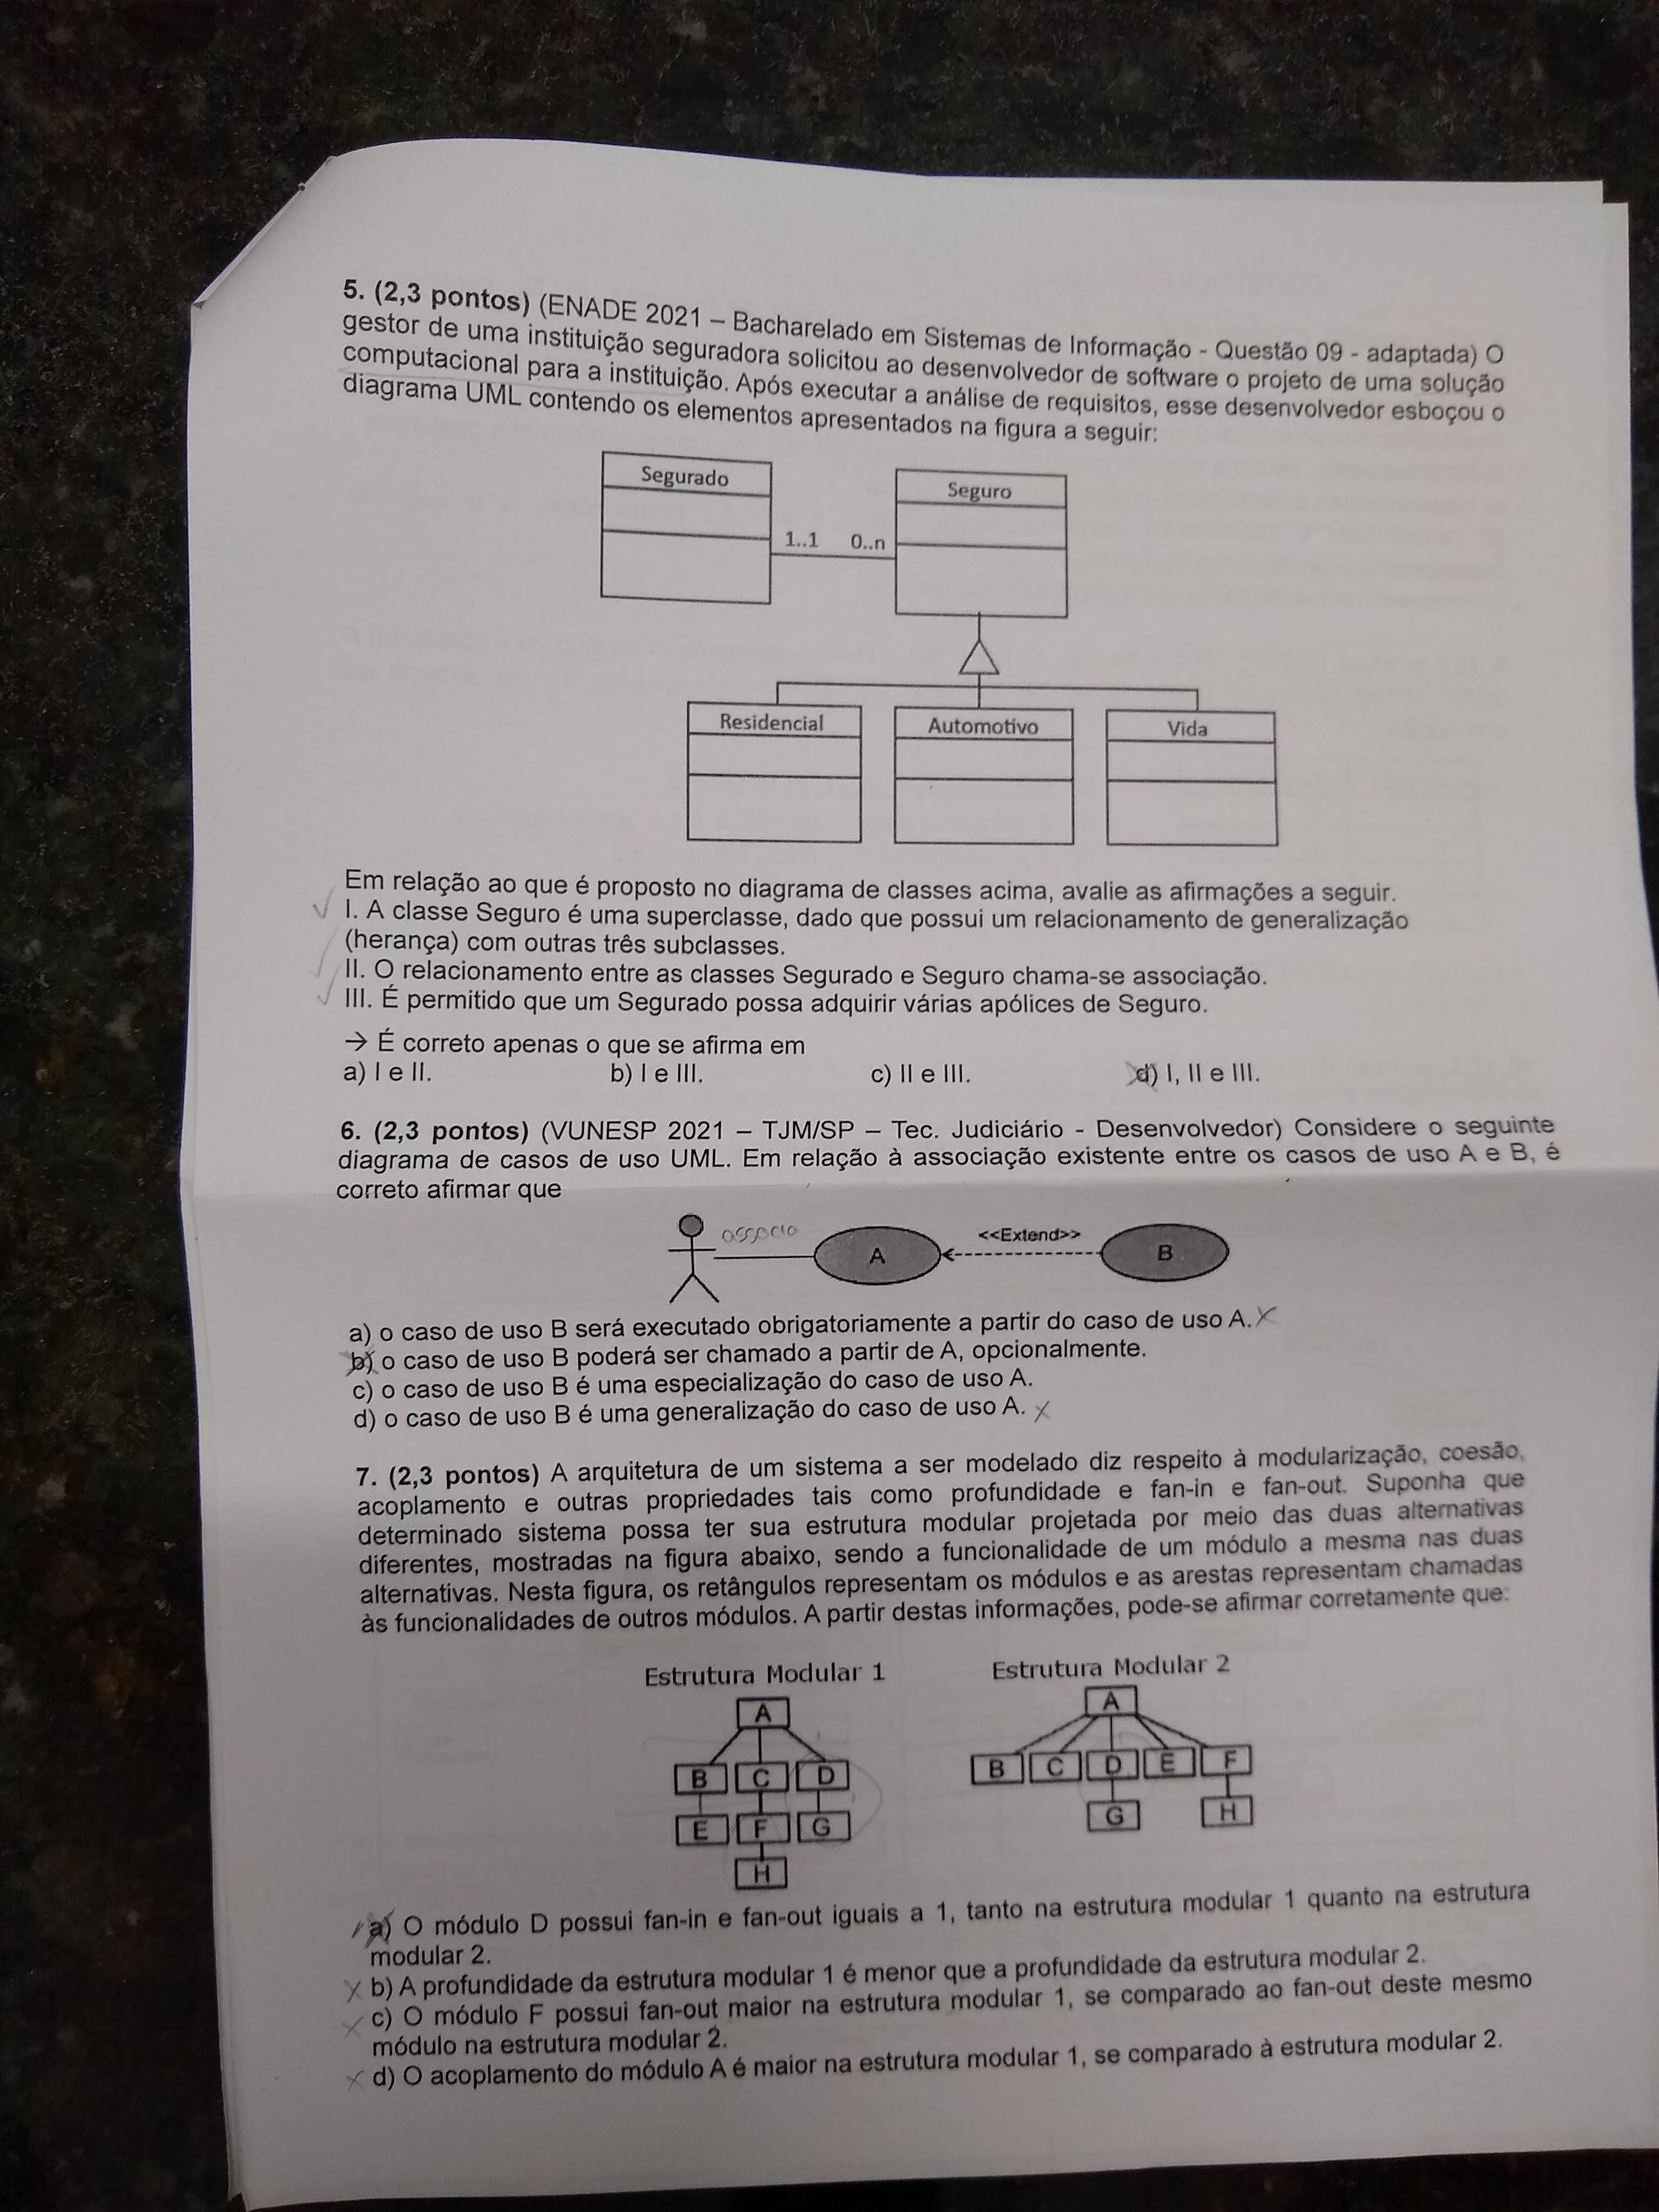 5. (2,3 pontos) (ENADE 2021 – Bacharelado em Sistemas de Informação - Questão 09 - adaptada) O
gestor de uma instituição seguradora solicitou ao desenvolvedor de software o projeto de uma solução
computacional para a instituição. Após executar a análise de requisitos, esse desenvolvedor esboçou o
diagrama UML contendo os elementos apresentados na figura a seguir:
Segurado
Seguro
1..1 0..n
Residencial
Automotivo
Vida
Em relação ao que é proposto no diagrama de classes acima, avalie as afirmações a seguir.
I. A classe Seguro é uma superclasse, dado que possui um relacionamento de generalização
(herança) com outras três subclasses.
II. O relacionamento entre as classes Segurado e Seguro chama-se associação.
III. É permitido que um Segurado possa adquirir várias apólices de Seguro.
→ É correto apenas o que se afirma em
a) I e II. b) I e III. c) II e III. d) I, II e III.
6. (2,3 pontos) (VUNESP 2021 – TJM/SP – Tec. Judiciário - Desenvolvedor) Considere o seguinte
diagrama de casos de uso UML. Em relação à associação existente entre os casos de uso A e B, é
correto afirmar que
associa
A
<<Extend>>
B
a) o caso de uso B será executado obrigatoriamente a partir do caso de uso A.
b) o caso de uso B poderá ser chamado a partir de A, opcionalmente.
c) o caso de uso B é uma especialização do caso de uso A.
d) o caso de uso B é uma generalização do caso de uso A.
7. (2,3 pontos) A arquitetura de um sistema a ser modelado diz respeito à modularização, coesão,
acoplamento e outras propriedades tais como profundidade e fan-in e fan-out. Suponha que
determinado sistema possa ter sua estrutura modular projetada por meio das duas alternativas
diferentes, mostradas na figura abaixo, sendo a funcionalidade de um módulo a mesma nas duas
alternativas. Nesta figura, os retângulos representam os módulos e as arestas representam chamadas
às funcionalidades de outros módulos. A partir destas informações, pode-se afirmar corretamente que:
Estrutura Modular 1
A
B C D
E F G
H
Estrutura Modular 2
A
B C D E F
G H
a) O módulo D possui fan-in e fan-out iguais a 1, tanto na estrutura modular 1 quanto na estrutura
modular 2.
b) A profundidade da estrutura modular 1 é menor que a profundidade da estrutura modular 2.
c) O módulo F possui fan-out maior na estrutura modular 1, se comparado ao fan-out deste mesmo
módulo na estrutura modular 2.
d) O acoplamento do módulo A é maior na estrutura modular 1, se comparado à estrutura modular 2.